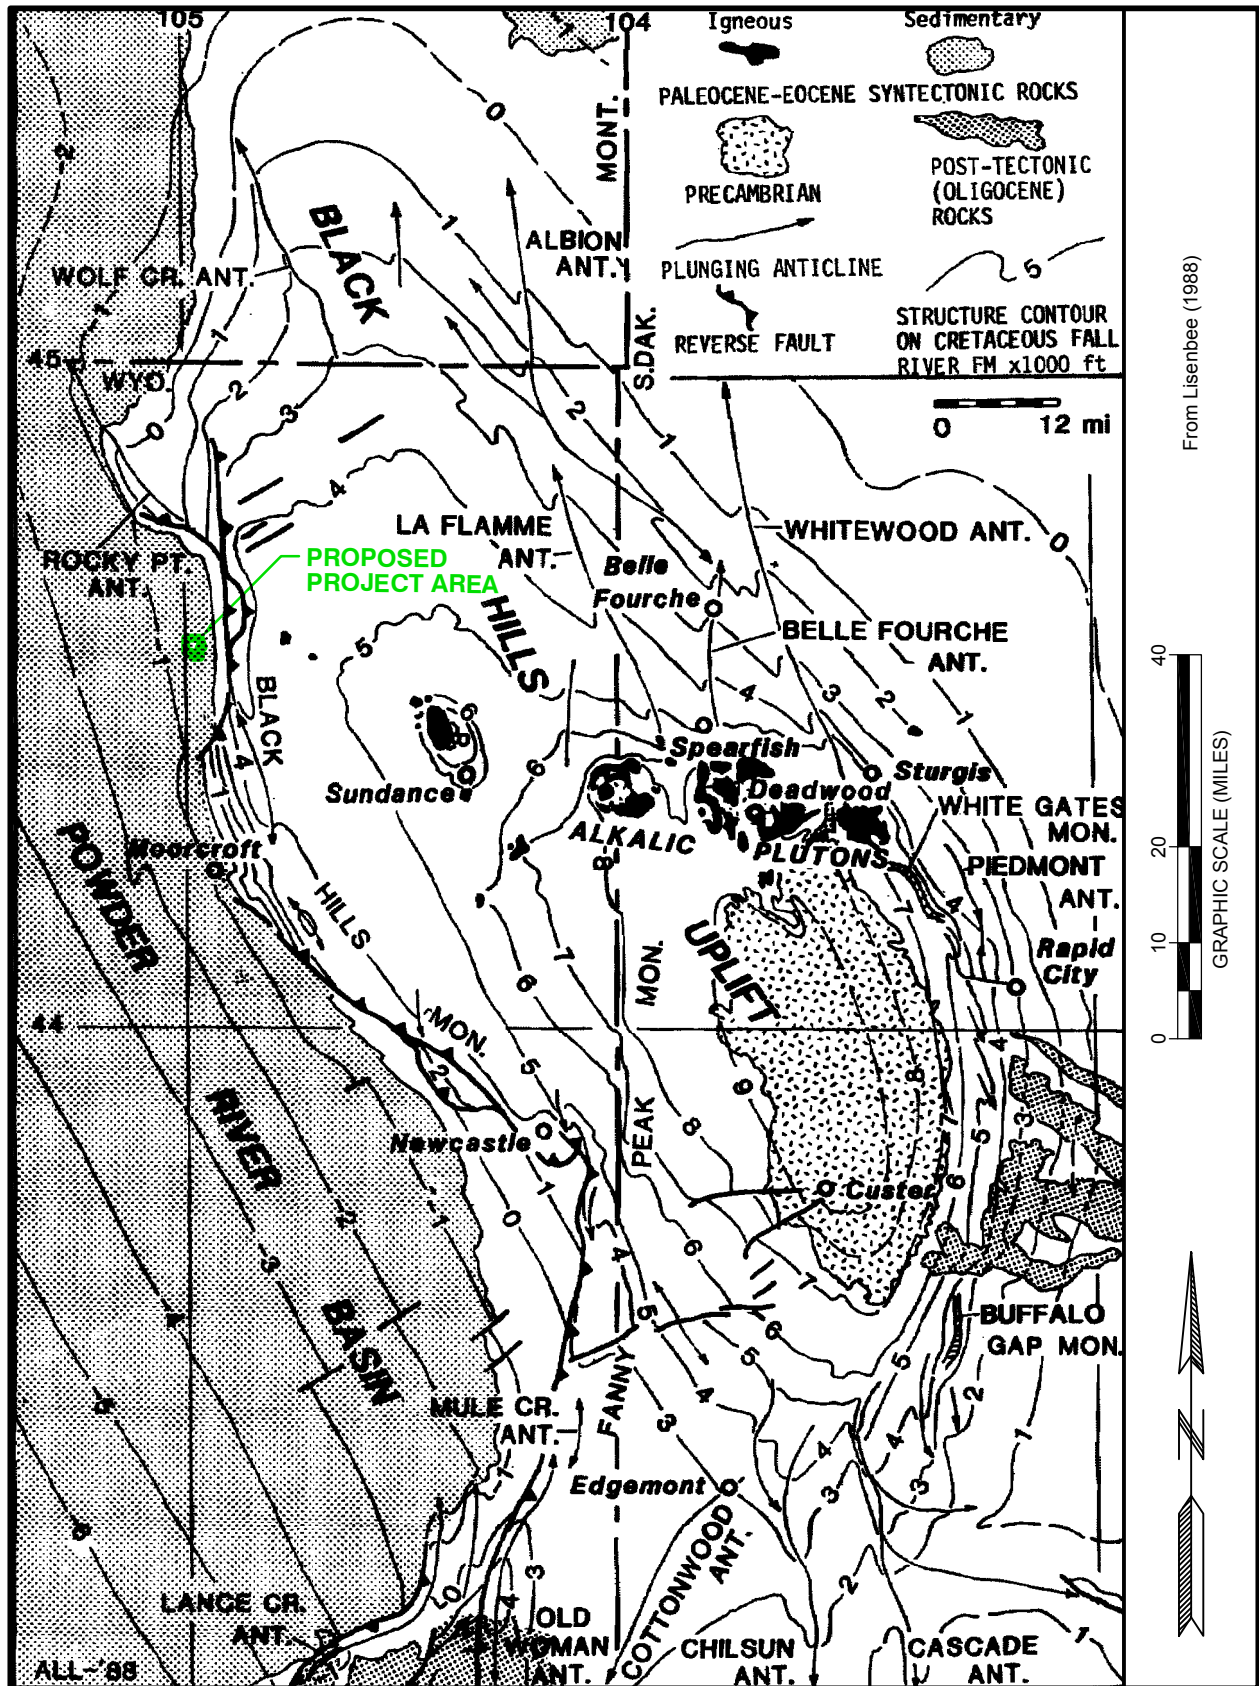 105
104
Igneous
Sedimentary
PALEOCENE-EOCENE SYNTECTONIC ROCKS
PRECAMBRIAN
POST-TECTONIC
(OLIGOCENE)
ROCKS
PLUNGING ANTICLINE
5
REVERSE FAULT
STRUCTURE CONTOUR
ON CRETACEOUS FALL
RIVER FM x1000 ft
0 12 mi
MONT.
S.DAK.
WYO.
45
44
BLACK
HILLS
UPLIFT
ALBION
ANT.
WOLF CR. ANT.
ROCKY PT.
ANT.
PROPOSED
PROJECT AREA
LA FLAMME
ANT.
Belle
Fourche
WHITEWOOD ANT.
BELLE FOURCHE
ANT.
BLACK
HILLS
MON.
Sundance
Spearfish
Deadwood
Sturgis
ALKALIC
PLUTONS
WHITE GATES
MON.
PIEDMONT
ANT.
Rapid
City
Moorcroft
POWDER
RIVER
BASIN
FANNY
PEAK
MON.
Newcastle
Custer
BUFFALO
GAP MON.
MULE CR.
ANT.
Edgemont
COTTONWOOD
ANT.
LANCE CR.
ANT.
OLD
WOMAN
ANT.
CHILSUN
ANT.
CASCADE
ANT.
ALL-'88
From Lisenbee (1988)
0 10 20 40
GRAPHIC SCALE (MILES)
N